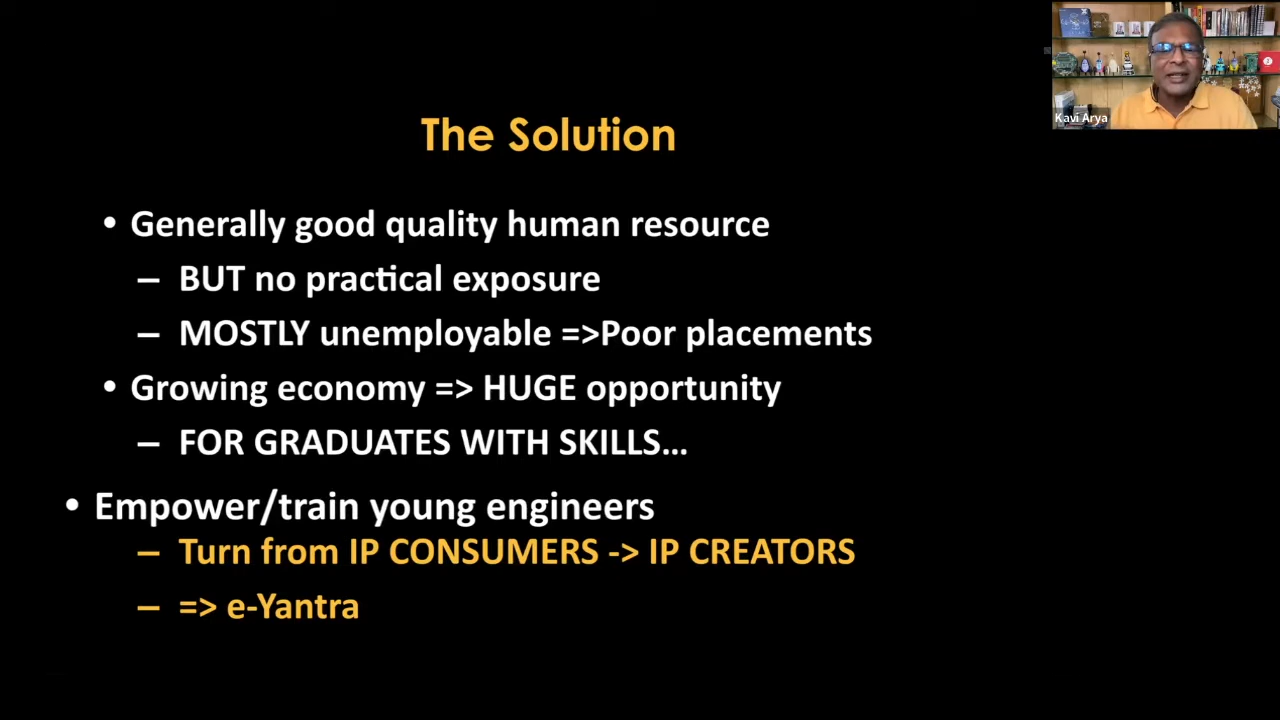 The Solution
• Generally good quality human resource
– BUT no practical exposure
– MOSTLY unemployable =>Poor placements
• Growing economy => HUGE opportunity
– FOR GRADUATES WITH SKILLS…
• Empower/train young engineers
– Turn from IP CONSUMERS -> IP CREATORS
– => e-Yantra
Kavi Arya